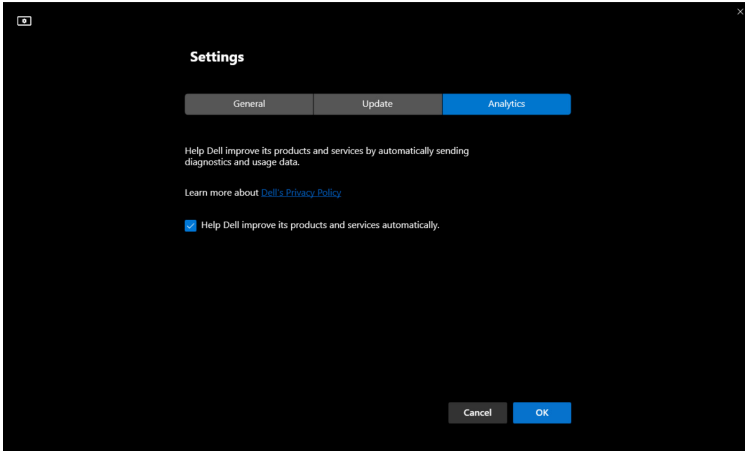 Settings
General Update Analytics
Help Dell improve its products and services by automatically sending
diagnostics and usage data.
Learn more about Dell's Privacy Policy
Help Dell improve its products and services automatically.
Cancel OK